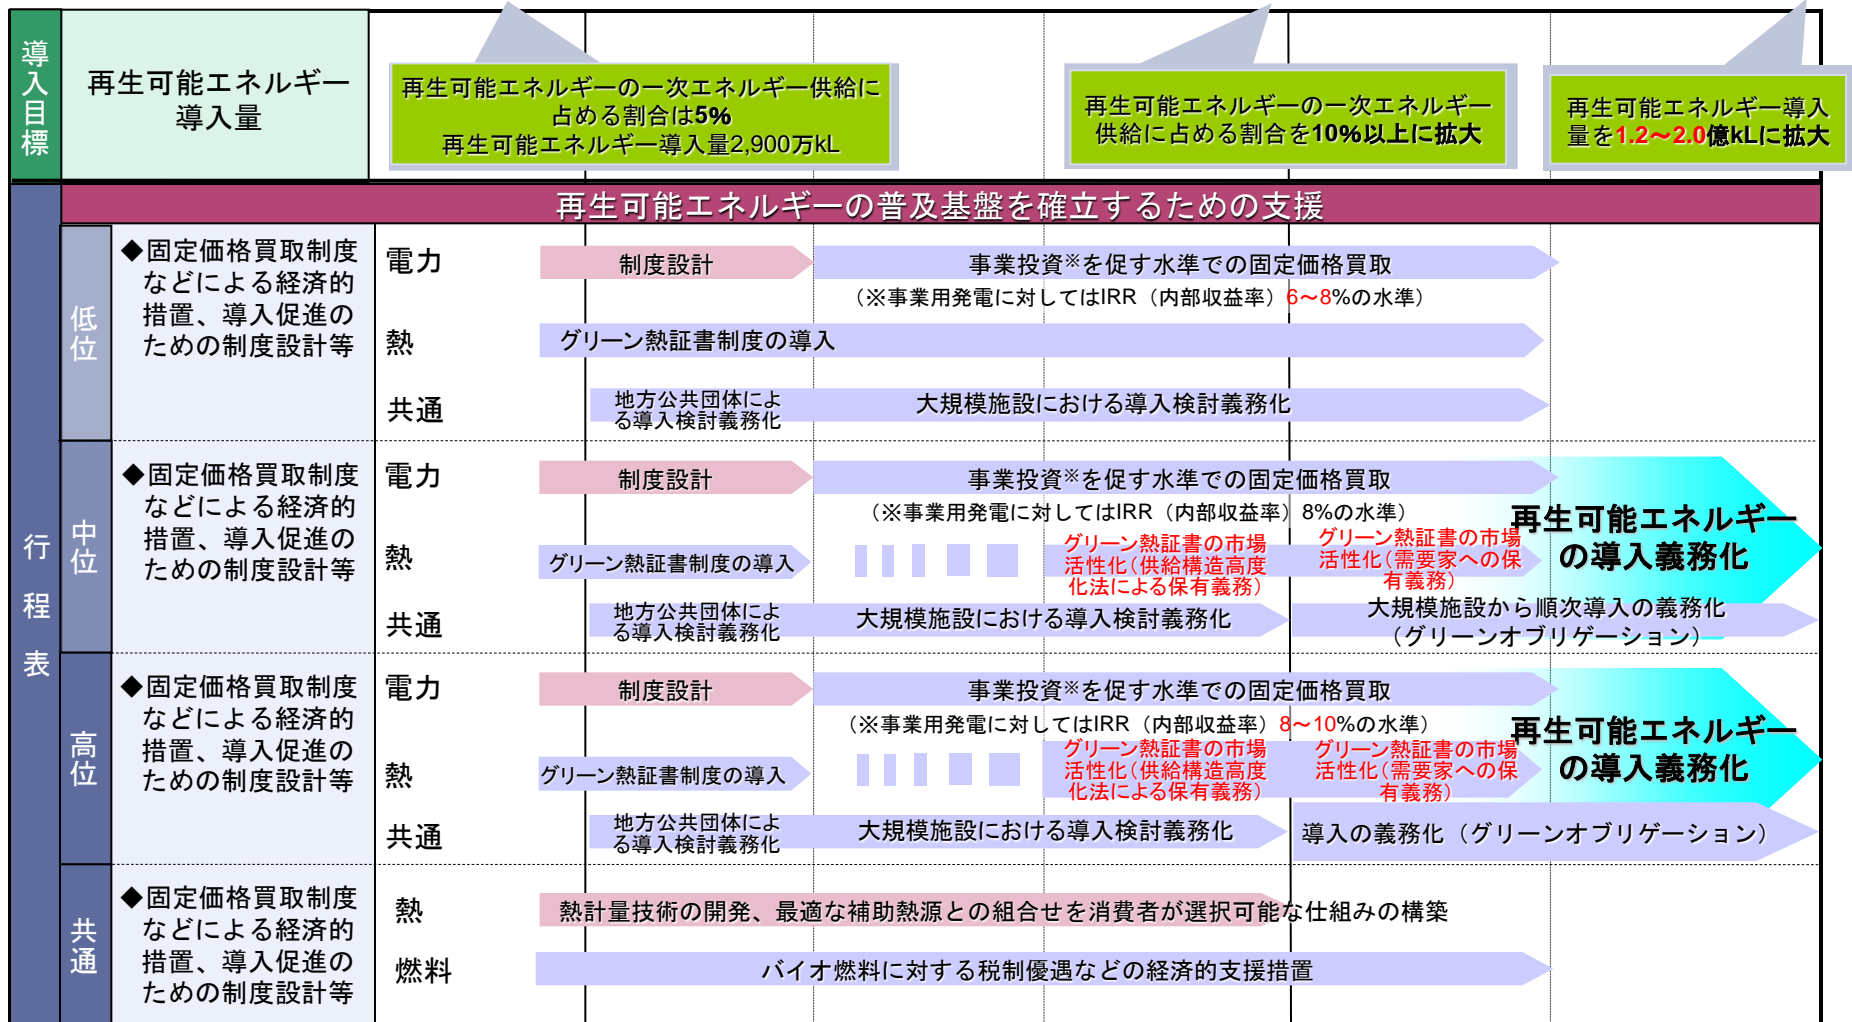 導入目標
再生可能エネルギー
導入量
再生可能エネルギーの一次エネルギー供給に
占める割合は5%
再生可能エネルギー導入量2,900万kL
再生可能エネルギーの一次エネルギー
供給に占める割合を10%以上に拡大
再生可能エネルギー導入
量を1.2～2.0億kLに拡大
行程表
再生可能エネルギーの普及基盤を確立するための支援
低位
◆固定価格買取制度
などによる経済的
措置、導入促進の
ための制度設計等
電力
制度設計
事業投資※を促す水準での固定価格買取
（※事業用発電に対してはIRR（内部収益率）6～8%の水準）
熱
グリーン熱証書制度の導入
共通
地方公共団体によ
る導入検討義務化
大規模施設における導入検討義務化
中位
◆固定価格買取制度
などによる経済的
措置、導入促進の
ための制度設計等
電力
制度設計
事業投資※を促す水準での固定価格買取
（※事業用発電に対してはIRR（内部収益率）8%の水準）
熱
グリーン熱証書制度の導入
グリーン熱証書の市場
活性化（供給構造高度
化法による保有義務）
グリーン熱証書の市場
活性化（需要家への保
有義務）
再生可能エネルギー
の導入義務化
共通
地方公共団体によ
る導入検討義務化
大規模施設における導入検討義務化
大規模施設から順次導入の義務化
（グリーンオブリゲーション）
高位
◆固定価格買取制度
などによる経済的
措置、導入促進の
ための制度設計等
電力
制度設計
事業投資※を促す水準での固定価格買取
（※事業用発電に対してはIRR（内部収益率）8～10%の水準）
熱
グリーン熱証書制度の導入
グリーン熱証書の市場
活性化（供給構造高度
化法による保有義務）
グリーン熱証書の市場
活性化（需要家への保
有義務）
再生可能エネルギー
の導入義務化
共通
地方公共団体によ
る導入検討義務化
大規模施設における導入検討義務化
導入の義務化（グリーンオブリゲーション）
共通
◆固定価格買取制度
などによる経済的
措置、導入促進の
ための制度設計等
熱
熱計量技術の開発、最適な補助熱源との組合せを消費者が選択可能な仕組みの構築
燃料
バイオ燃料に対する税制優遇などの経済的支援措置